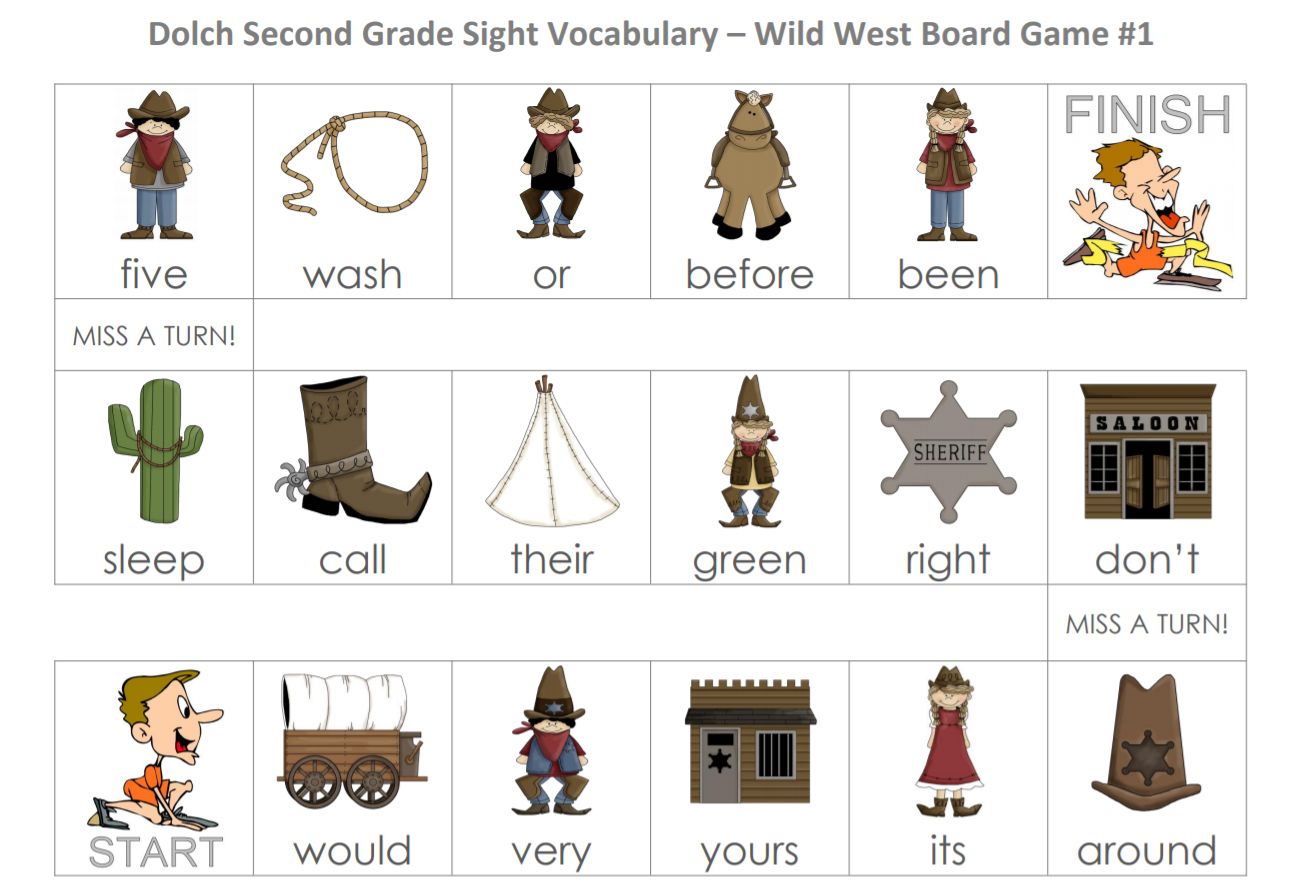 Dolch Second Grade Sight Vocabulary – Wild West Board Game #1
FINISH
five wash or before been
MISS A TURN!
SALOON
SHERIFF
sleep call their green right don’t
MISS A TURN!
START would very yours its around